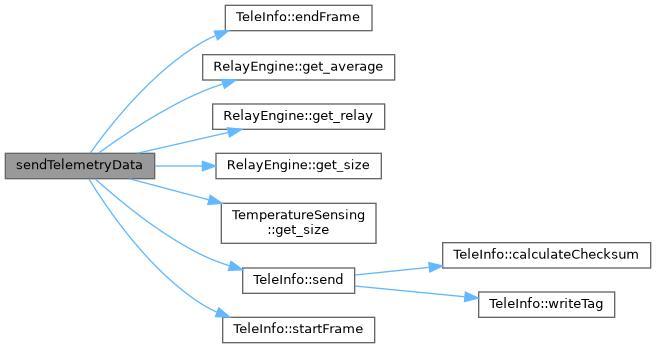 sendTelemetryData
TeleInfo::endFrame
RelayEngine::get_average
RelayEngine::get_relay
RelayEngine::get_size
TemperatureSensing
::get_size
TeleInfo::send
TeleInfo::startFrame
TeleInfo::calculateChecksum
TeleInfo::writeTag